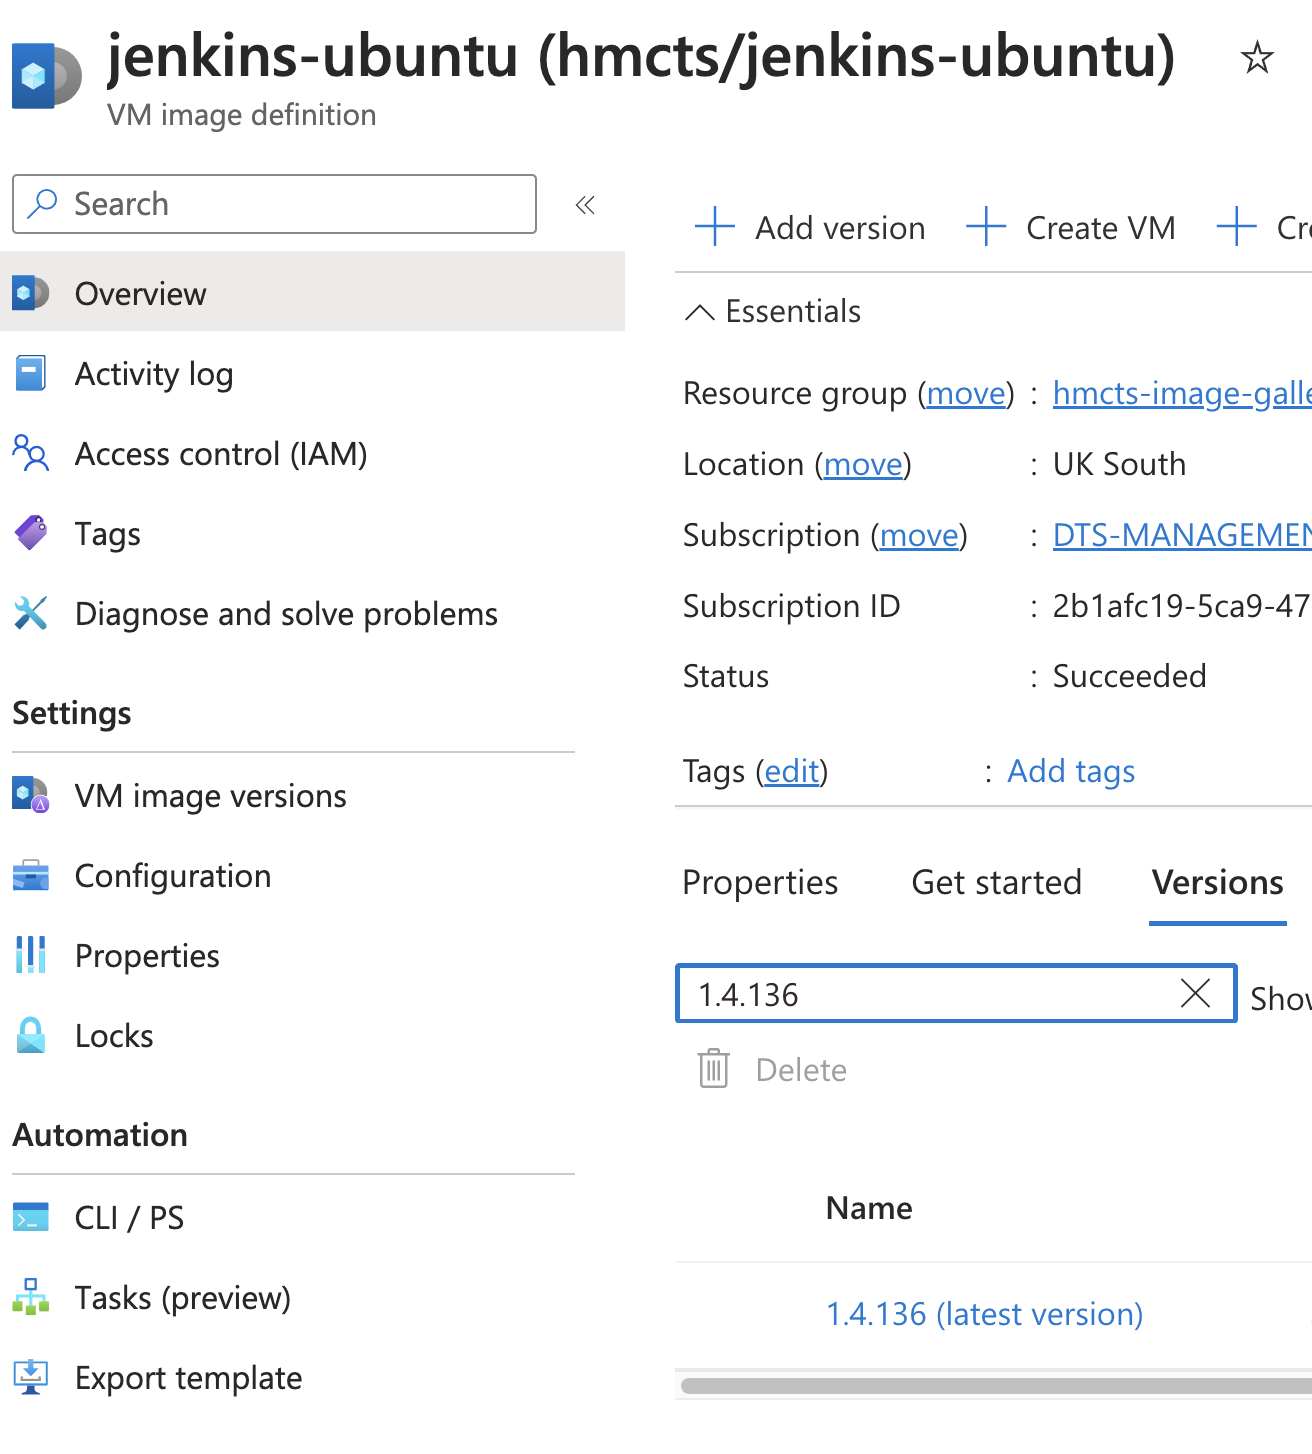 jenkins-ubuntu (hmcts/jenkins-ubuntu)
VM image definition
Search
Overview
Activity log
Access control (IAM)
Tags
Diagnose and solve problems
Settings
VM image versions
Configuration
Properties
Locks
Automation
CLI / PS
Tasks (preview)
Export template
Add version
Create VM
Essentials
Resource group (move) : hmcts-image-galle
Location (move) : UK South
Subscription (move) : DTS-MANAGEMEN
Subscription ID : 2b1afc19-5ca9-47
Status : Succeeded
Tags (edit) : Add tags
Properties Get started Versions
1.4.136
Delete
Name
1.4.136 (latest version)